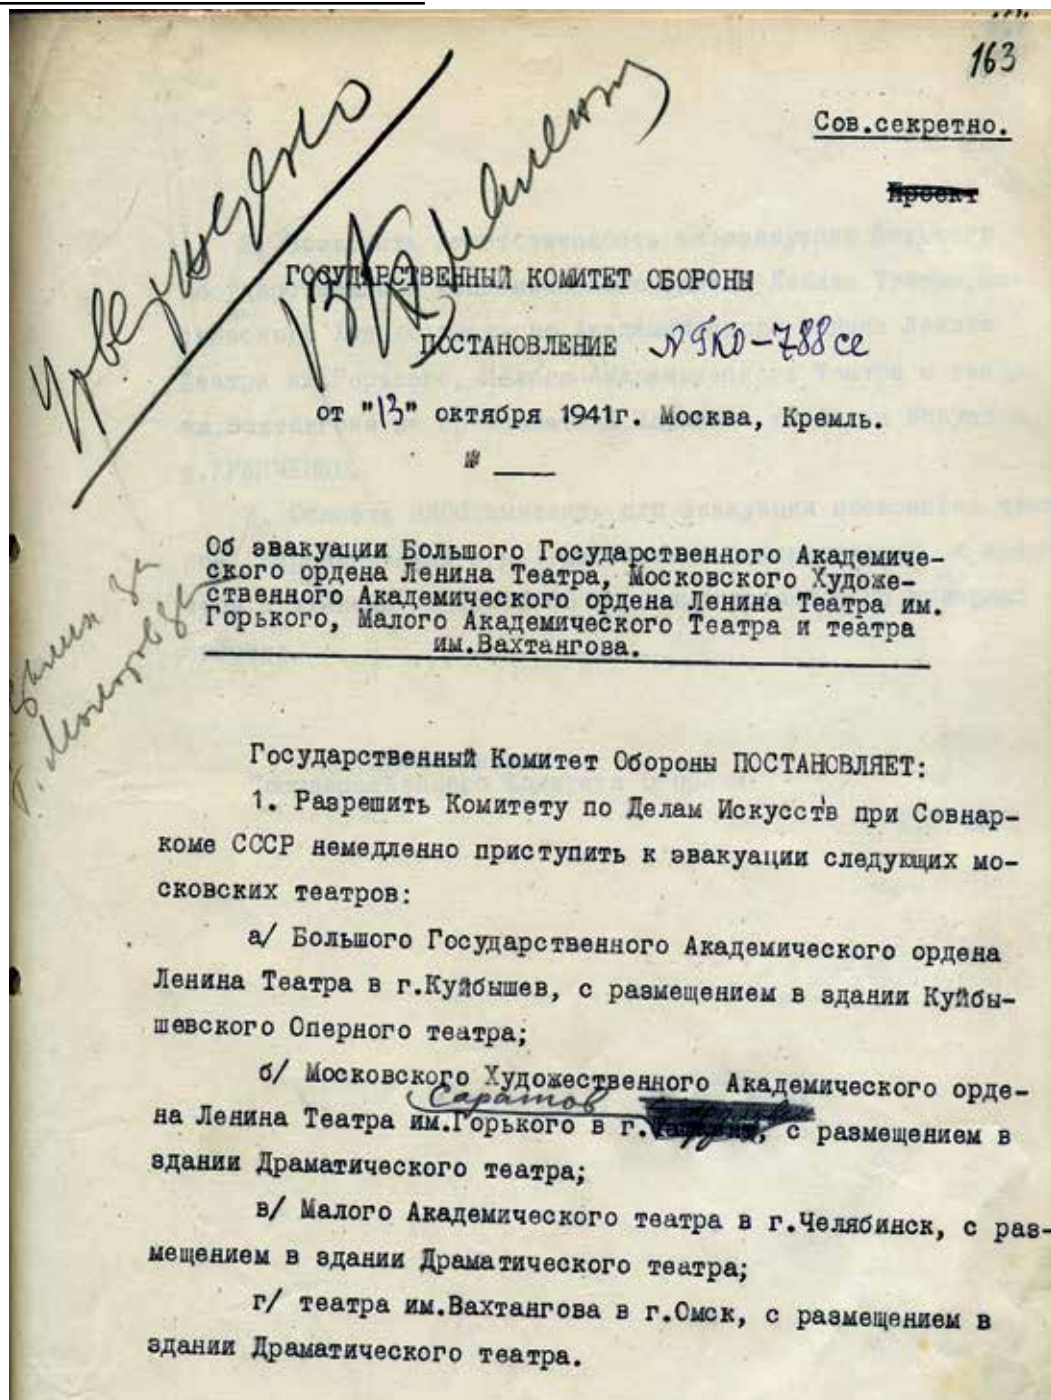 163
Сов.секретно.
Проект
Утверждено
ГОСУДАРСТВЕННЫЙ КОМИТЕТ ОБОРОНЫ
ПОСТАНОВЛЕНИЕ № ГКО-788сс
от "13" октября 1941г. Москва, Кремль.
Об эвакуации Большого Государственного Академиче-
ского ордена Ленина Театра, Московского Художе-
ственного Академического ордена Ленина Театра им.
Горького, Малого Академического Театра и театра
им.Вахтангова.
Государственный Комитет Обороны ПОСТАНОВЛЯЕТ:
1. Разрешить Комитету по Делам Искусств при Совнар-
коме СССР немедленно приступить к эвакуации следующих мо-
сковских театров:
а/ Большого Государственного Академического ордена
Ленина Театра в г.Куйбышев, с размещением в здании Куйбы-
шевского Оперного театра;
б/ Московского Художественного Академического орде-
Саратов
на Ленина Театра им.Горького в г. , с размещением в
здании Драматического театра;
в/ Малого Академического театра в г.Челябинск, с раз-
мещением в здании Драматического театра;
г/ театра им.Вахтангова в г.Омск, с размещением в
здании Драматического театра.